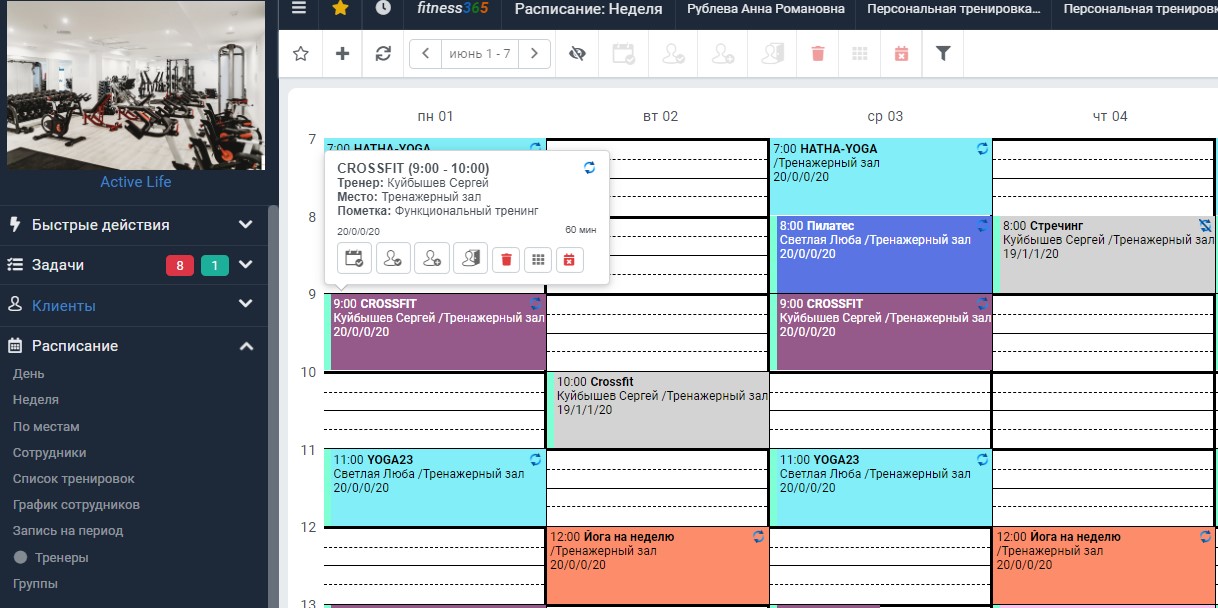 fitness365
Расписание: Неделя
Рублева Анна Романовна
Персональная тренировка...
Персональная трениров
июнь 1 - 7
Active Life
Быстрые действия
Задачи 8 1
Клиенты
Расписание
День
Неделя
По местам
Сотрудники
Список тренировок
График сотрудников
Запись на период
Тренеры
Группы
пн 01
вт 02
ср 03
чт 04
7
8
9
10
11
12
13
7:00 HATHA-YOGA
CROSSFIT (9:00 - 10:00)
Тренер: Куйбышев Сергей
Место: Тренажерный зал
Пометка: Функциональный тренинг
20/0/0/20
60 мин
9:00 CROSSFIT
Куйбышев Сергей /Тренажерный зал
20/0/0/20
11:00 YOGA23
Светлая Люба /Тренажерный зал
20/0/0/20
10:00 Crossfit
Куйбышев Сергей /Тренажерный зал
19/1/1/20
12:00 Йога на неделю
/Тренажерный зал
20/0/0/20
7:00 HATHA-YOGA
/Тренажерный зал
20/0/0/20
8:00 Пилатес
Светлая Люба /Тренажерный зал
20/0/0/20
9:00 CROSSFIT
Куйбышев Сергей /Тренажерный зал
20/0/0/20
11:00 YOGA23
Светлая Люба /Тренажерный зал
20/0/0/20
8:00 Стречинг
Куйбышев Сергей /Тренажерный зал
19/1/1/20
12:00 Йога на неделю
/Тренажерный зал
20/0/0/20